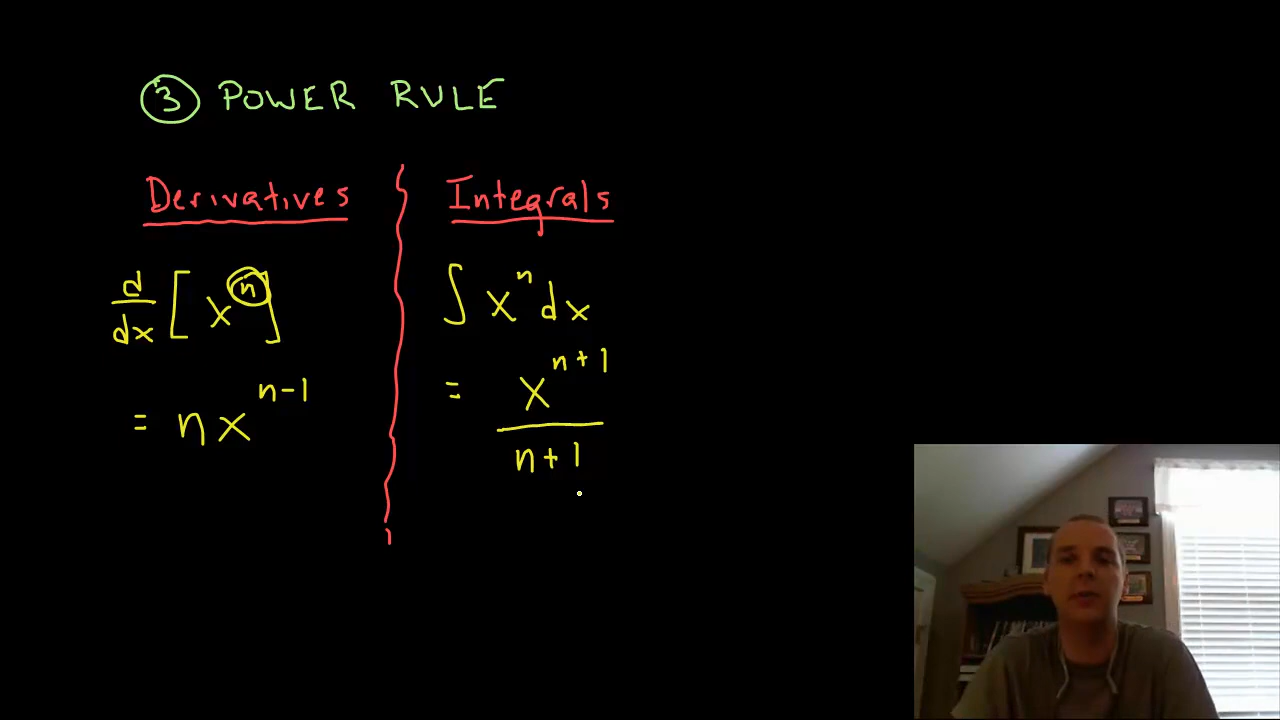 ③ POWER RULE
Derivatives
d/dx [x^n]
= nx^(n-1)
Integrals
∫ x^n dx
= x^(n+1)
n+1